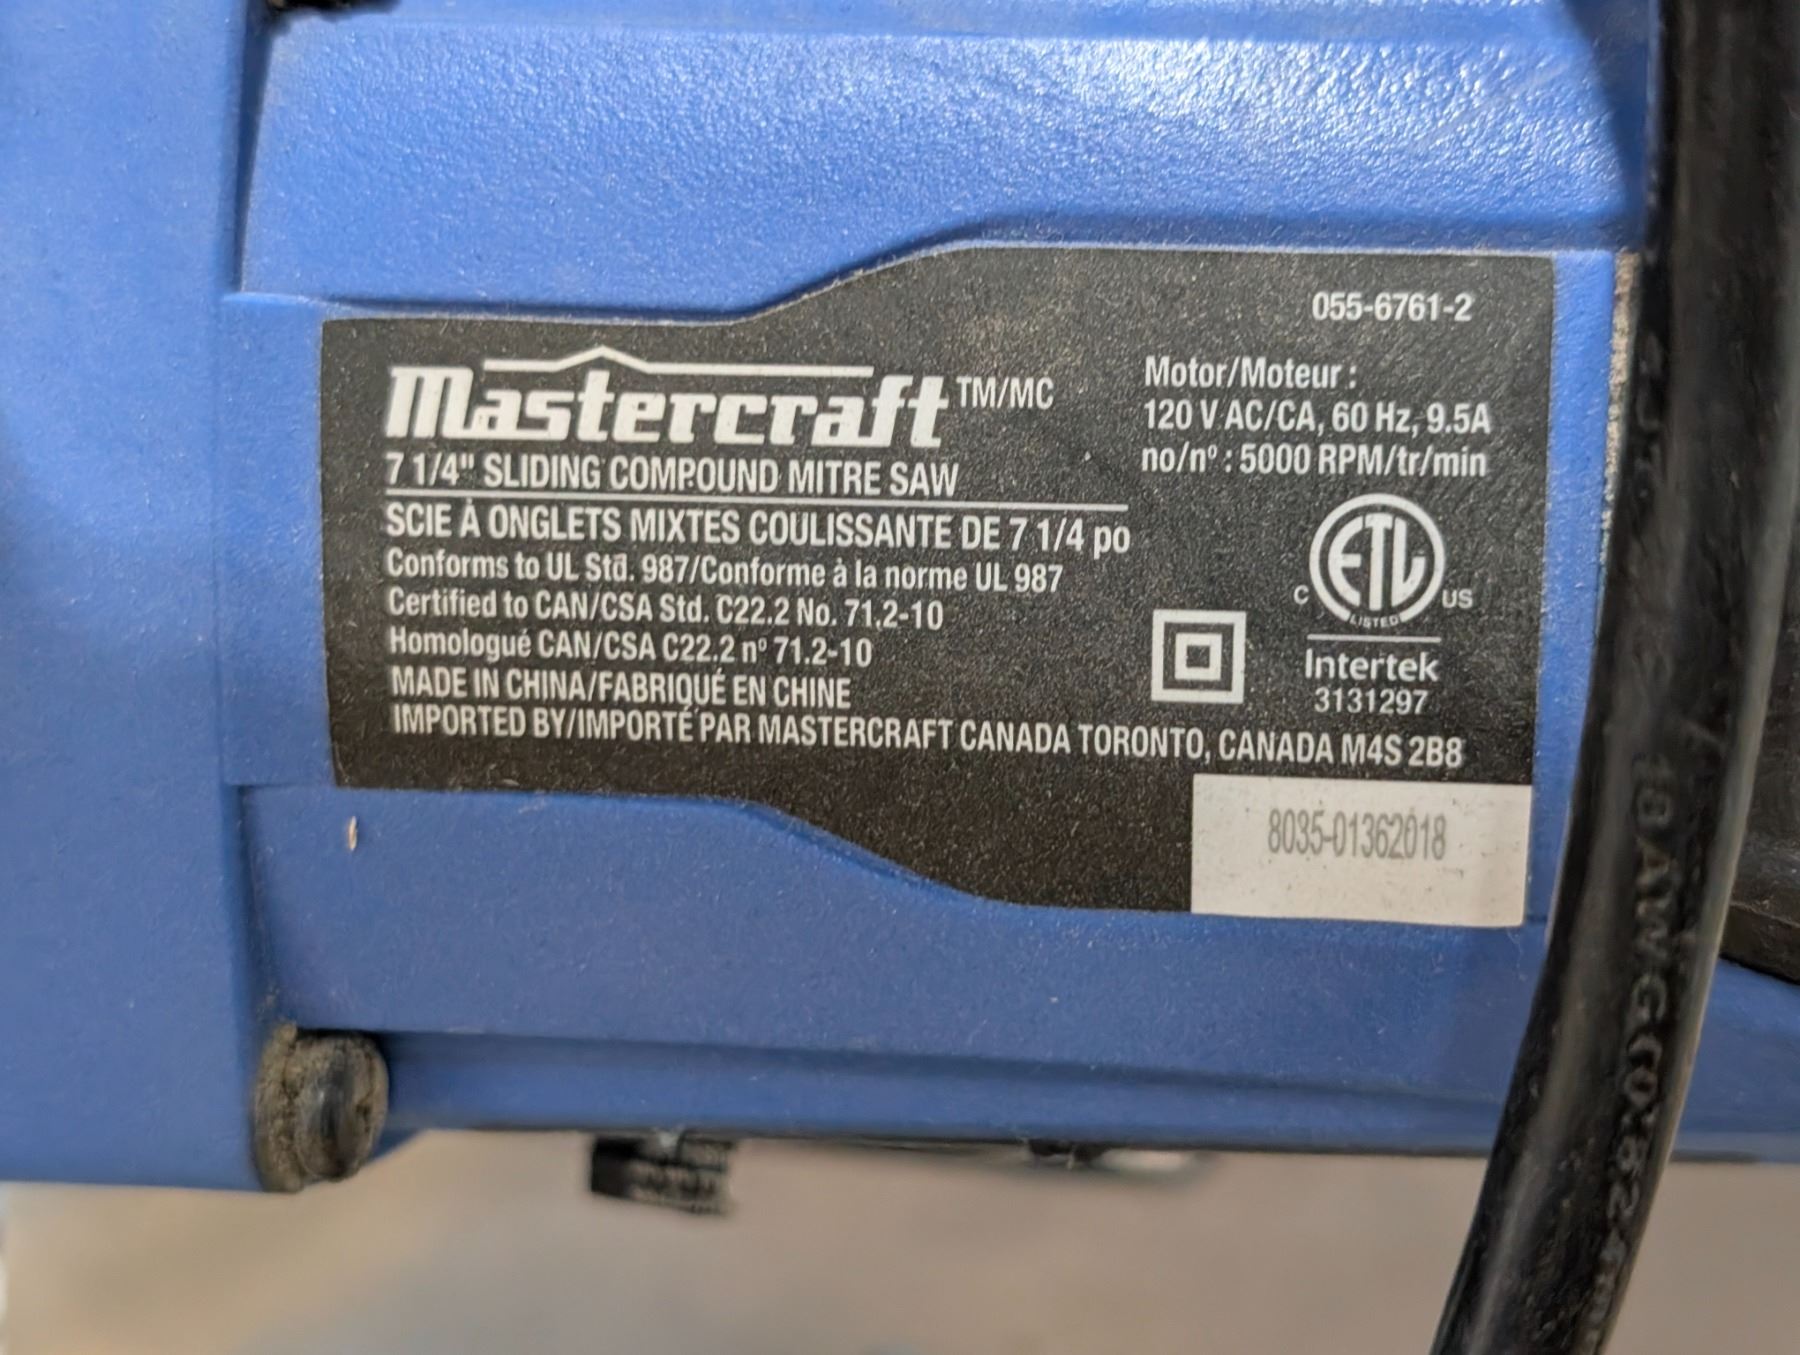 055-6761-2
Mastercraft TM/MC
7 1/4" SLIDING COMPOUND MITRE SAW
SCIE À ONGLETS MIXTES COULISSANTE DE 7 1/4 po
Conforms to UL Std. 987/Conforme à la norme UL 987
Certified to CAN/CSA Std. C22.2 No. 71.2-10
Homologué CAN/CSA C22.2 nº 71.2-10
MADE IN CHINA/FABRIQUÉ EN CHINE
IMPORTED BY/IMPORTÉ PAR MASTERCRAFT CANADA TORONTO, CANADA M4S 2B8
Motor/Moteur :
120 V AC/CA, 60 Hz, 9.5A
no/nº : 5000 RPM/tr/min
C ETL US
LISTED
Intertek
3131297
8035-01362018
18 AWG (0.824